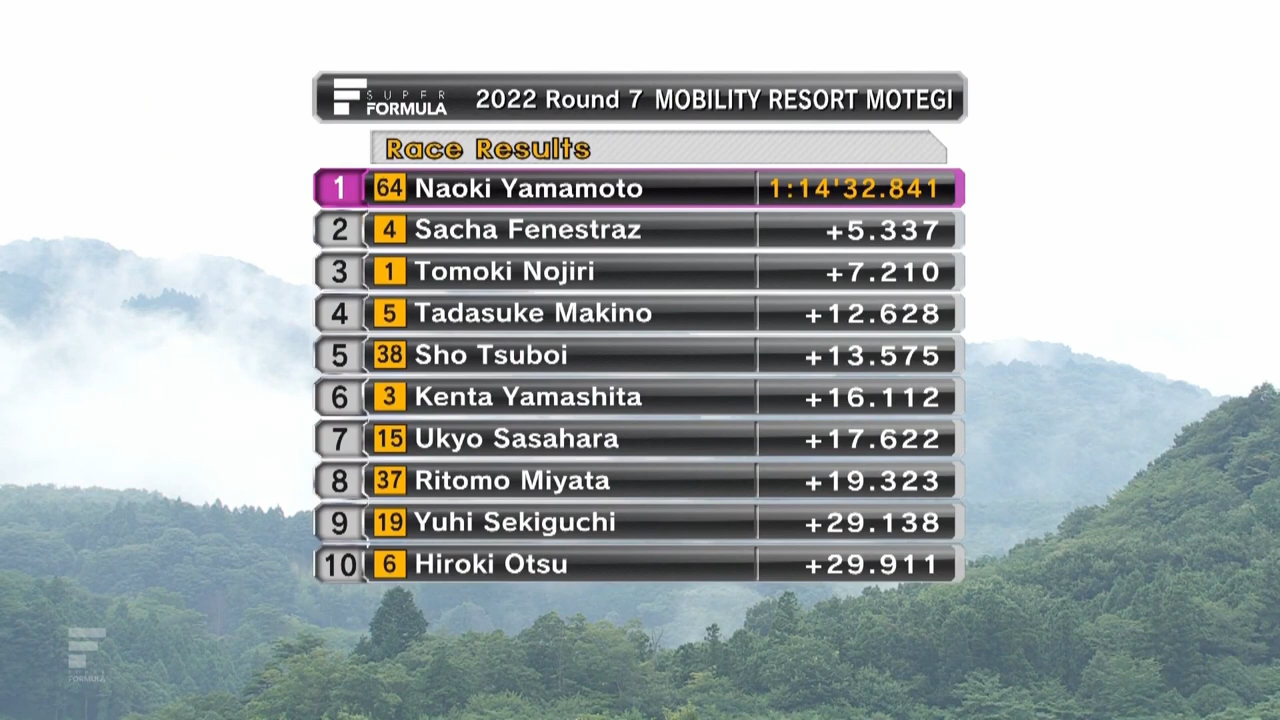 SUPER FORMULA 2022 Round 7 MOBILITY RESORT MOTEGI
Race Results
1 64 Naoki Yamamoto 1:14'32.841
2 4 Sacha Fenestraz +5.337
3 1 Tomoki Nojiri +7.210
4 5 Tadasuke Makino +12.628
5 38 Sho Tsuboi +13.575
6 3 Kenta Yamashita +16.112
7 15 Ukyo Sasahara +17.622
8 37 Ritomo Miyata +19.323
9 19 Yuhi Sekiguchi +29.138
10 6 Hiroki Otsu +29.911
SUPER
FORMULA